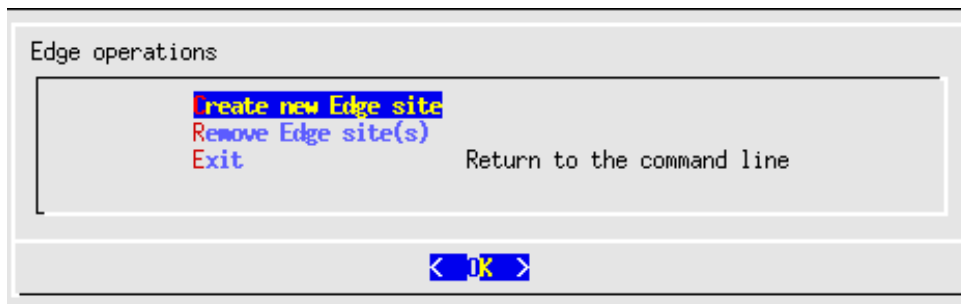 Edge operations
Create new Edge site
Remove Edge site(s)
Exit Return to the command line
< OK >